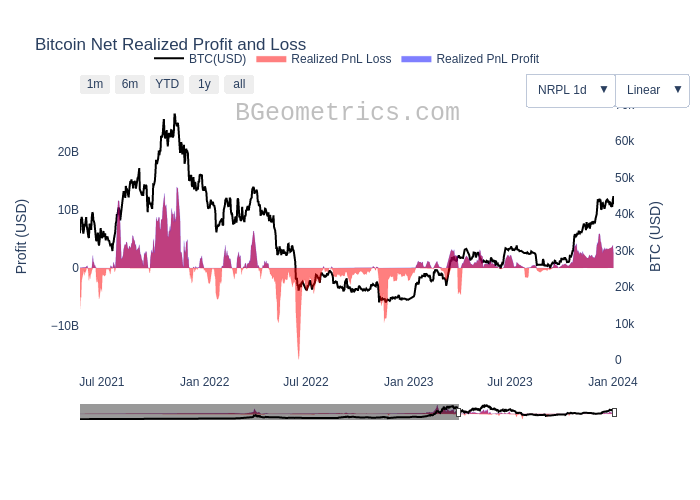 Bitcoin Net Realized Profit and Loss
BTC(USD) Realized PnL Loss Realized PnL Profit
1m 6m YTD 1y all
NRPL 1d ▼ Linear ▼
BGeometrics.com
20B
10B
0
−10B
Profit (USD)
60k
50k
40k
30k
20k
10k
0
BTC (USD)
Jul 2021 Jan 2022 Jul 2022 Jan 2023 Jul 2023 Jan 2024